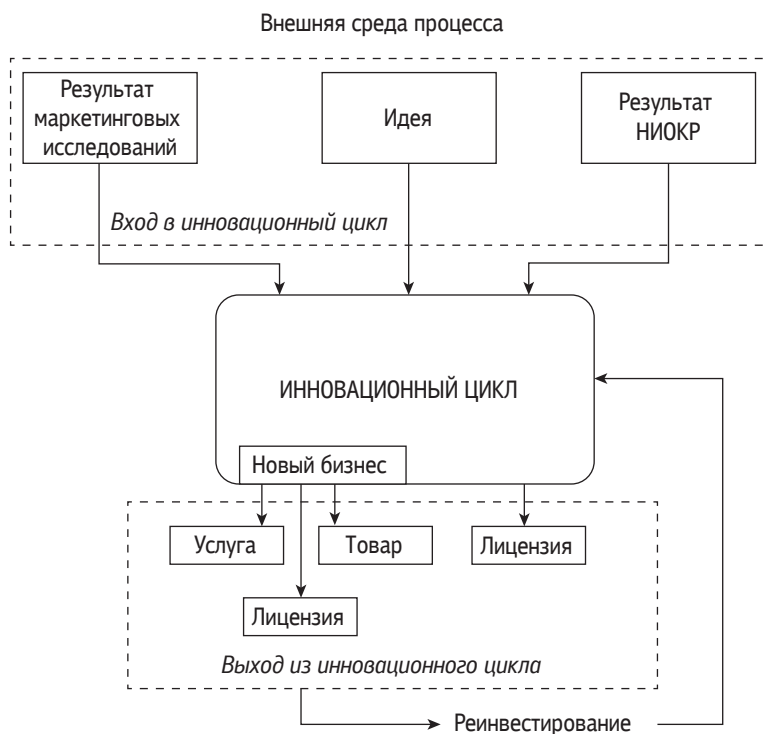 Внешняя среда процесса
Результат
маркетинговых
исследований
Идея
Результат
НИОКР
Вход в инновационный цикл
ИННОВАЦИОННЫЙ ЦИКЛ
Новый бизнес
Услуга
Товар
Лицензия
Лицензия
Выход из инновационного цикла
Реинвестирование